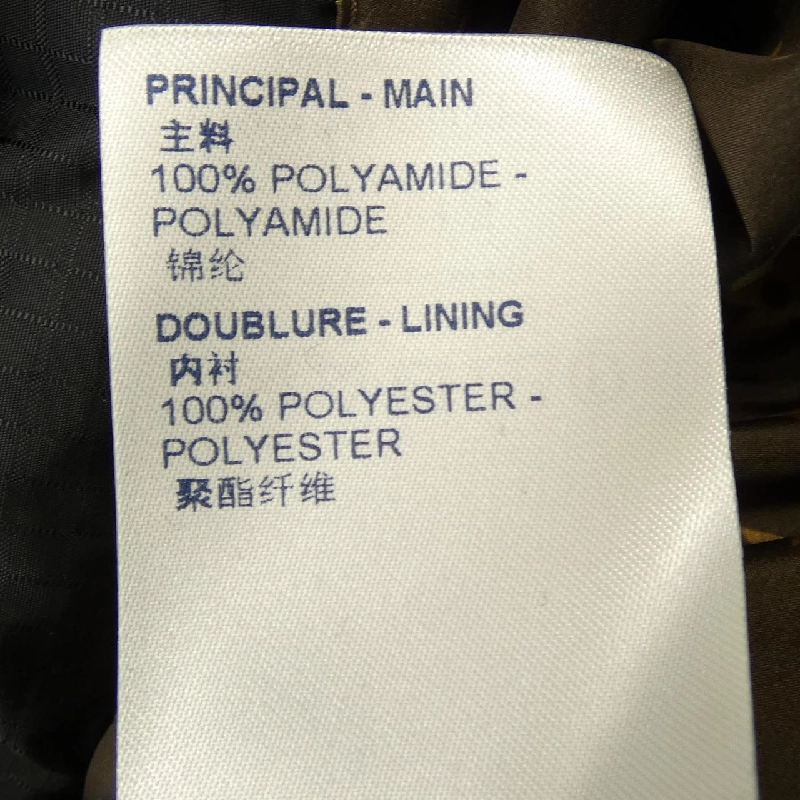 PRINCIPAL - MAIN
主料
100% POLYAMIDE -
POLYAMIDE
锦纶
DOUBLURE - LINING
内衬
100% POLYESTER -
POLYESTER
聚酯纤维